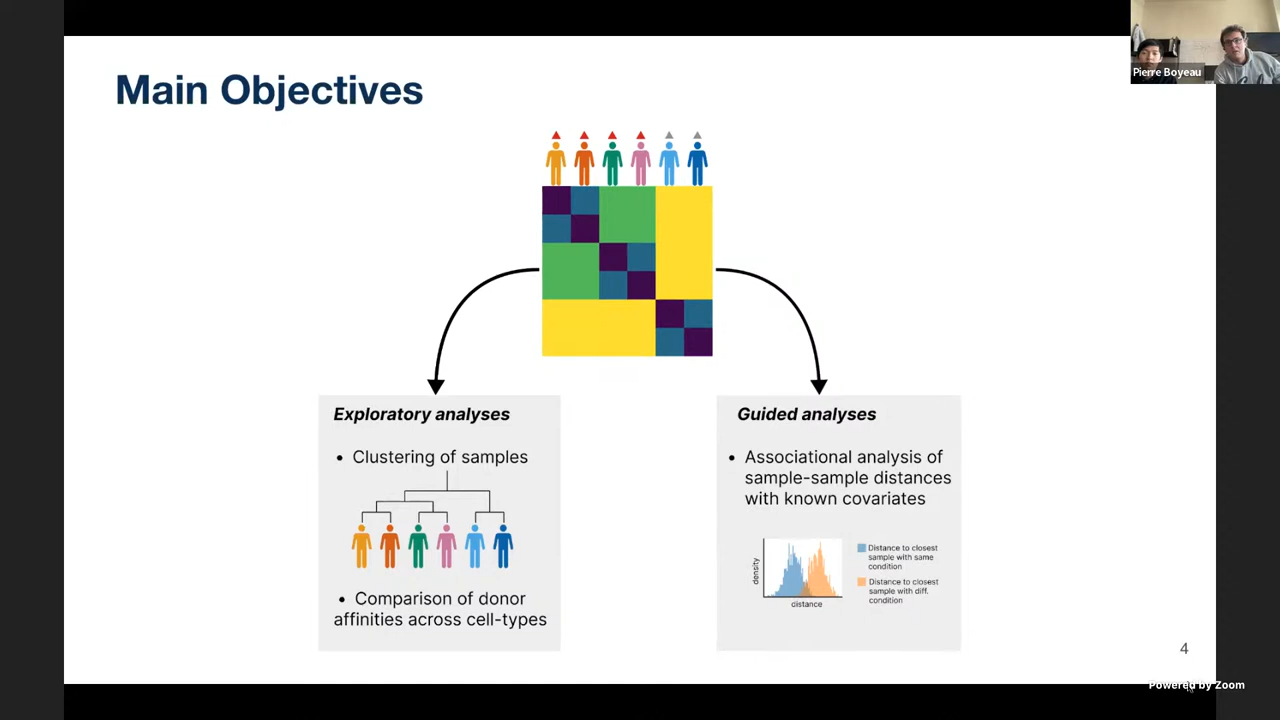 Main Objectives
Pierre Boyeau
Exploratory analyses
• Clustering of samples
• Comparison of donor
affinities across cell-types
Guided analyses
• Associational analysis of
sample-sample distances
with known covariates
density
distance
Distance to closest
sample with same
condition
Distance to closest
sample with diff.
condition
4
Powered by Zoom